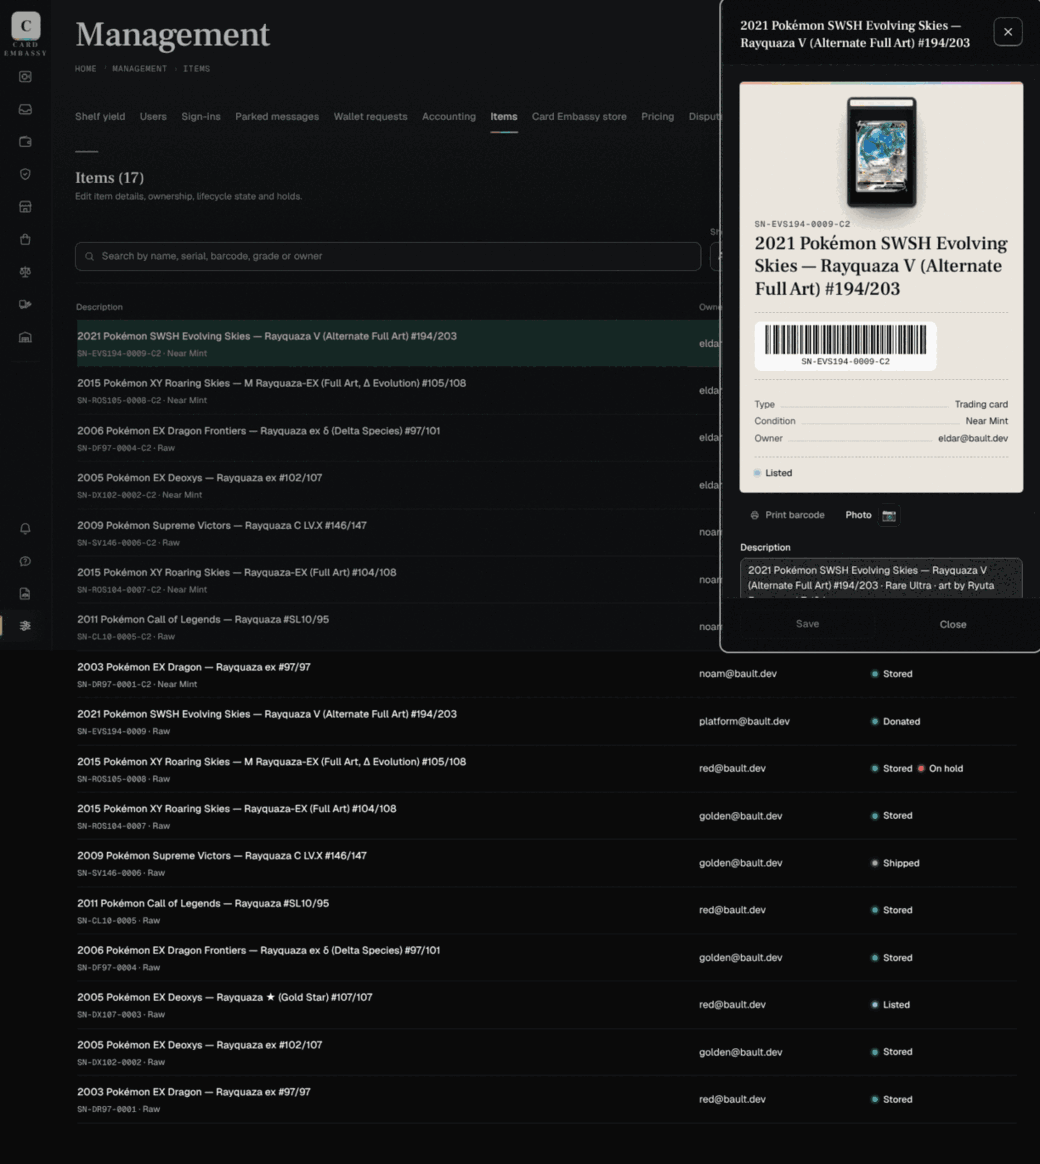 C
CARD
EMBASSY
Management
HOME › MANAGEMENT › ITEMS
Shelf yield Users Sign-ins Parked messages Wallet requests Accounting Items Card Embassy store Pricing
Items (17)
Edit item details, ownership, lifecycle state and holds.
Search by name, serial, barcode, grade or owner
Description
2021 Pokémon SWSH Evolving Skies — Rayquaza V (Alternate Full Art) #194/203
SN-EVS194-0009-C2 · Near Mint
2015 Pokémon XY Roaring Skies — M Rayquaza-EX (Full Art, Δ Evolution) #105/108
SN-ROS105-0008-C2 · Near Mint
2006 Pokémon EX Dragon Frontiers — Rayquaza ex δ (Delta Species) #97/101
SN-DF97-0004-C2 · Raw
2005 Pokémon EX Deoxys — Rayquaza ex #102/107
SN-DX102-0002-C2 · Near Mint
2009 Pokémon Supreme Victors — Rayquaza C LV.X #146/147
SN-SV146-0006-C2 · Raw
2015 Pokémon XY Roaring Skies — Rayquaza-EX (Full Art) #104/108
SN-ROS104-0007-C2 · Raw
2011 Pokémon Call of Legends — Rayquaza #SL10/95
SN-CL10-0005-C2 · Raw
2003 Pokémon EX Dragon — Rayquaza ex #97/97
SN-DR97-0001-C2 · Near Mint
noam@bault.dev Stored
2021 Pokémon SWSH Evolving Skies — Rayquaza V (Alternate Full Art) #194/203
SN-EVS194-0009 · Raw
platform@bault.dev Donated
2015 Pokémon XY Roaring Skies — M Rayquaza-EX (Full Art, Δ Evolution) #105/108
SN-ROS105-0008 · Raw
red@bault.dev Stored On hold
2015 Pokémon XY Roaring Skies — Rayquaza-EX (Full Art) #104/108
SN-ROS104-0007 · Raw
golden@bault.dev Stored
2009 Pokémon Supreme Victors — Rayquaza C LV.X #146/147
SN-SV146-0006 · Raw
golden@bault.dev Shipped
2011 Pokémon Call of Legends — Rayquaza #SL10/95
SN-CL10-0005 · Raw
red@bault.dev Stored
2006 Pokémon EX Dragon Frontiers — Rayquaza ex δ (Delta Species) #97/101
SN-DF97-0004 · Raw
golden@bault.dev Stored
2005 Pokémon EX Deoxys — Rayquaza ★ (Gold Star) #107/107
SN-DX107-0003 · Raw
red@bault.dev Listed
2005 Pokémon EX Deoxys — Rayquaza ex #102/107
SN-DX102-0002 · Raw
golden@bault.dev Stored
2003 Pokémon EX Dragon — Rayquaza ex #97/97
SN-DR97-0001 · Raw
red@bault.dev Stored
2021 Pokémon SWSH Evolving Skies —
Rayquaza V (Alternate Full Art) #194/203
SN-EVS194-0009-C2
2021 Pokémon SWSH Evolving
Skies — Rayquaza V (Alternate
Full Art) #194/203
SN-EVS194-0009-C2
Type Trading card
Condition Near Mint
Owner eldar@bault.dev
Listed
Print barcode Photo
Description
2021 Pokémon SWSH Evolving Skies — Rayquaza V
(Alternate Full Art) #194/203 · Rare Ultra · art by Ryuta
Save Close